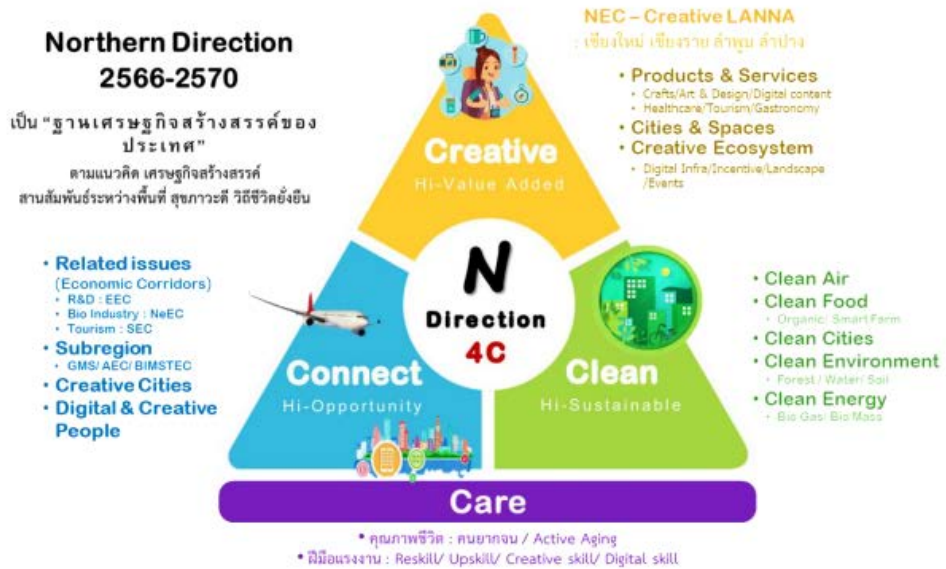 Northern Direction
2566-2570
เป็น “ฐานเศรษฐกิจสร้างสรรค์ของ
ประเทศ”
ตามแนวคิด เศรษฐกิจสร้างสรรค์
สานสัมพันธ์ระหว่างพื้นที่ สุขภาวะดี วิถีชีวิตยั่งยืน
NEC – Creative LANNA
: เชียงใหม่ เชียงราย ลำพูน ลำปาง
• Products & Services
• Crafts/Art & Design/Digital content
• Healthcare/Tourism/Gastronomy
• Cities & Spaces
• Creative Ecosystem
• Digital Infra/Incentive/Landscape
/Events
Creative
Hi-Value Added
N
Direction
4C
• Related issues
(Economic Corridors)
• R&D : EEC
• Bio Industry : NeEC
• Tourism : SEC
• Subregion
• GMS/ AEC/ BIMSTEC
• Creative Cities
• Digital & Creative
People
Connect
Hi-Opportunity
Clean
Hi-Sustainable
• Clean Air
• Clean Food
• Organic/ Smart Farm
• Clean Cities
• Clean Environment
• Forest / Water/ Soil
• Clean Energy
• Bio Gas/ Bio Mass
Care
• คุณภาพชีวิต : คนยากจน / Active Aging
• ฝีมือแรงงาน : Reskill/ Upskill/ Creative skill/ Digital skill